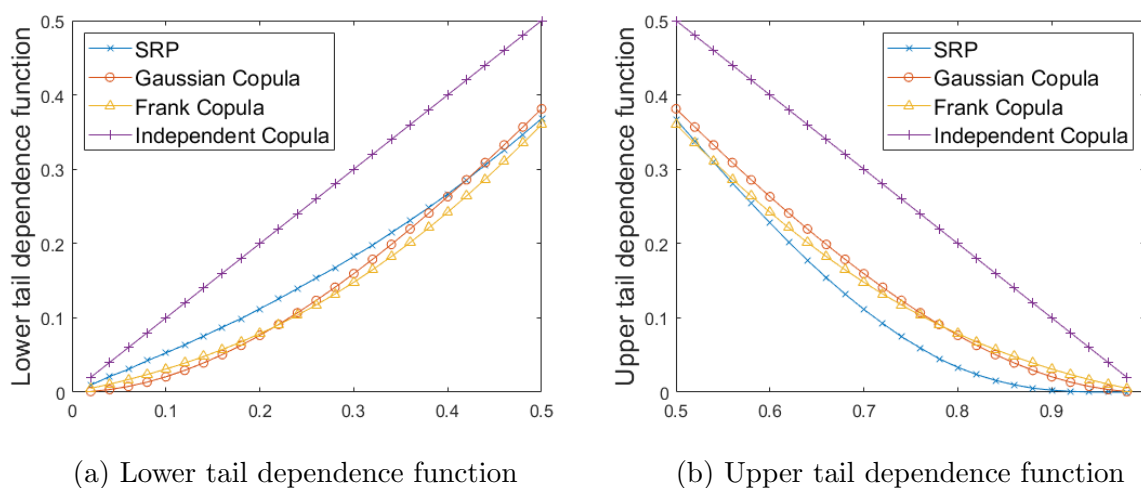 Lower tail dependence function
0.5
0.4
0.3
0.2
0.1
0
SRP
Gaussian Copula
Frank Copula
Independent Copula
0 0.1 0.2 0.3 0.4 0.5
(a) Lower tail dependence function
Upper tail dependence function
0.5
0.4
0.3
0.2
0.1
0
SRP
Gaussian Copula
Frank Copula
Independent Copula
0.5 0.6 0.7 0.8 0.9
(b) Upper tail dependence function